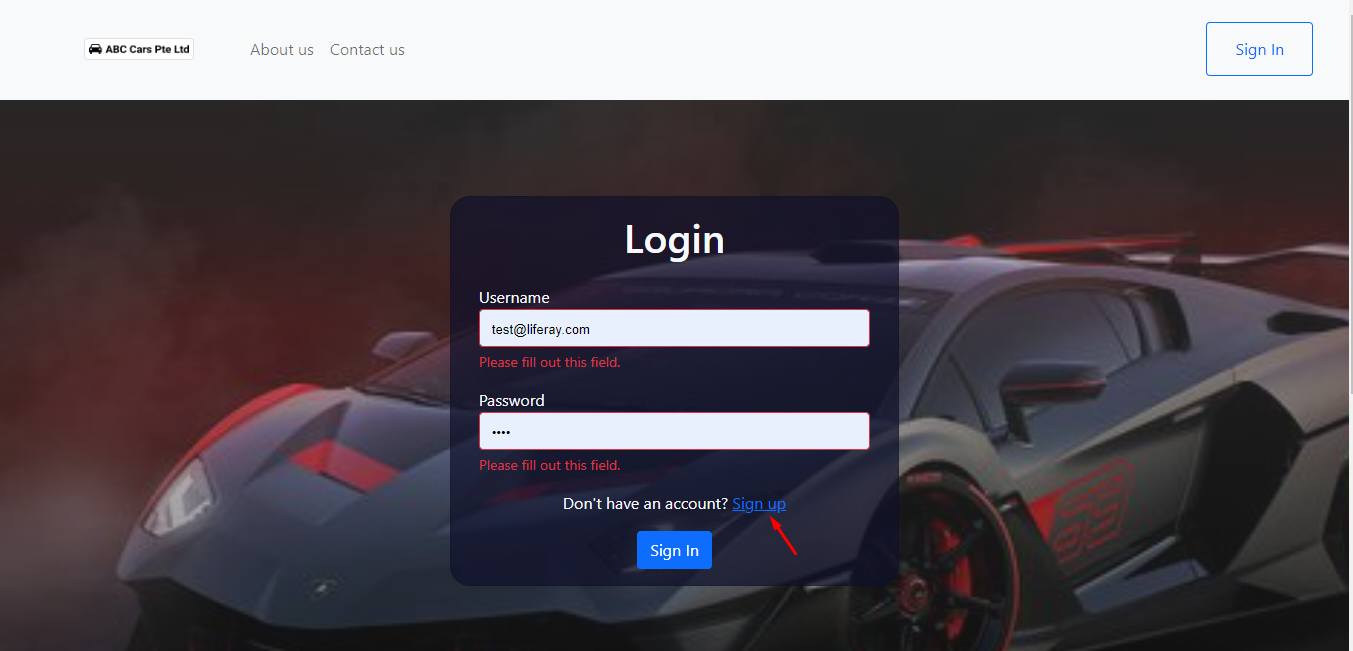 ABC Cars Pte Ltd
About us
Contact us
Sign In
Login
Username
test@liferay.com
Please fill out this field.
Password
••••
Please fill out this field.
Don't have an account? Sign up
Sign In